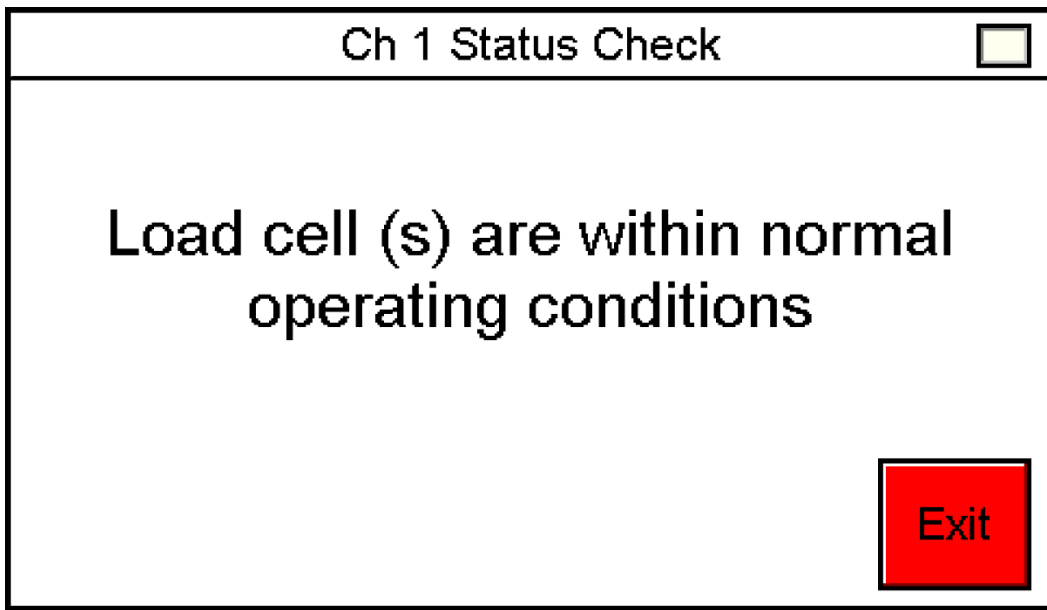 Ch 1 Status Check
Load cell (s) are within normal
operating conditions
Exit